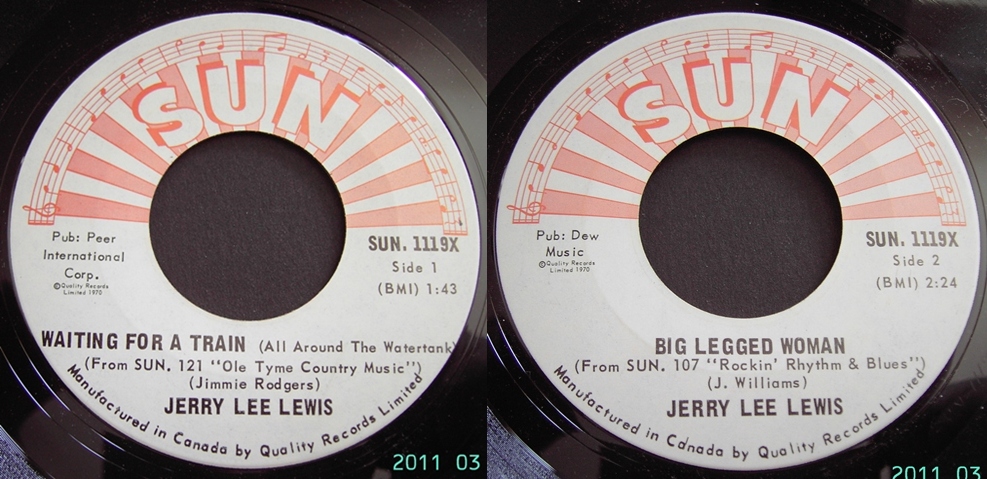 SUN
Pub: Peer
International
Corp.
©Quality Records
Limited 1970
SUN. 1119X
Side 1
(BMI) 1:43
WAITING FOR A TRAIN (All Around The Watertank)
(From SUN. 121 "Ole Tyme Country Music")
(Jimmie Rodgers)
JERRY LEE LEWIS
Manufactured in Canada by Quality Records Limited
2011 03
SUN
Pub: Dew
Music
©Quality Records
Limited 1970
SUN. 1119X
Side 2
(BMI) 2:24
BIG LEGGED WOMAN
(From SUN. 107 "Rockin' Rhythm & Blues")
(J. Williams)
JERRY LEE LEWIS
Manufactured in Canada by Quality Records Limited
2011 03